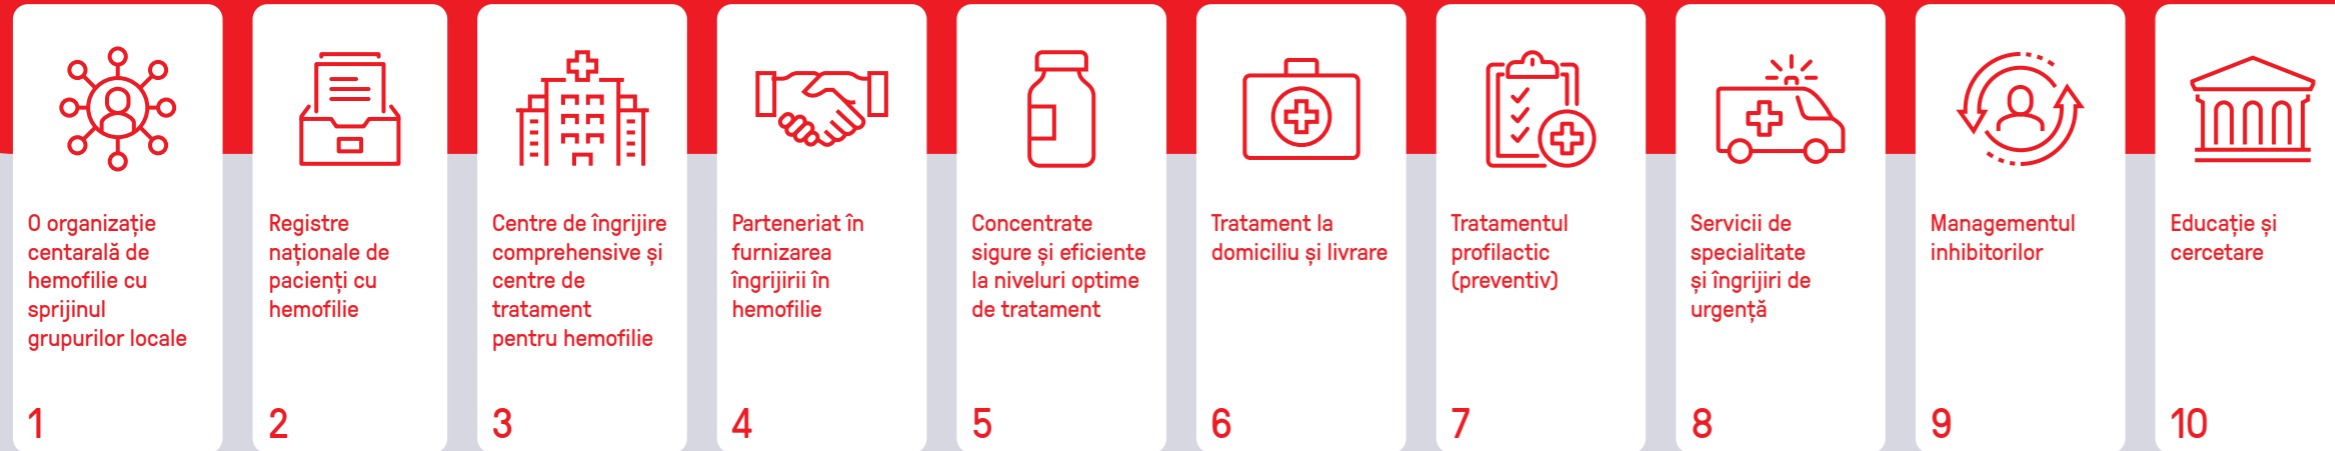 O organizație
centarală de
hemofilie cu
sprijinul
grupurilor locale
1
Registre
naționale de
pacienți cu
hemofilie
2
Centre de îngrijire
comprehensive și
centre de
tratament
pentru hemofilie
3
Parteneriat în
furnizarea
îngrijirii în
hemofilie
4
Concentrate
sigure și eficiente
la niveluri optime
de tratament
5
Tratament la
domiciliu și livrare
6
Tratamentul
profilactic
(preventiv)
7
Servicii de
specialitate
și îngrijiri de
urgență
8
Managementul
inhibitorilor
9
Educație și
cercetare
10